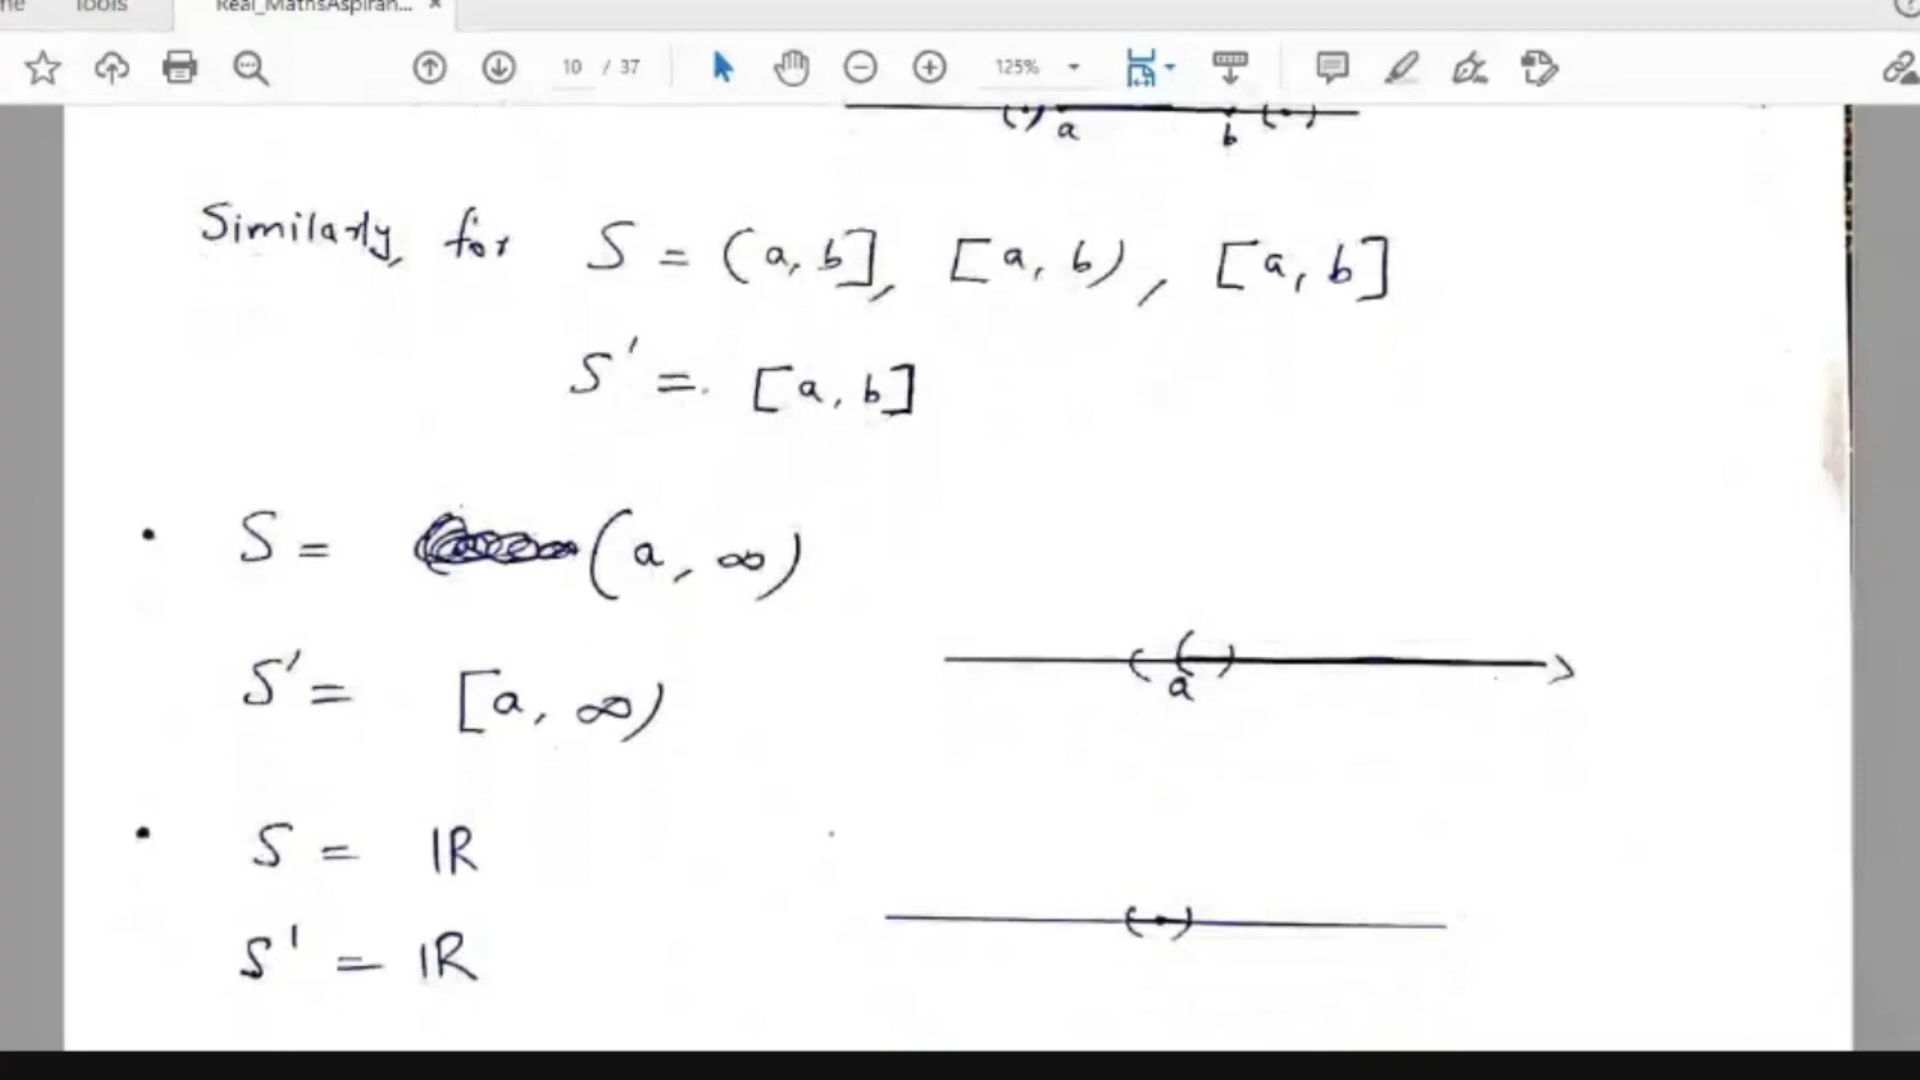 Tools Real_MathsAspiran... ×
10 / 37 125%
a b
Similarly, for S = (a, b], [a, b), [a, b]
S' = [a, b]
• S = (a, ∞)
S' = [a, ∞)
a
• S = ℝ
S' = ℝ